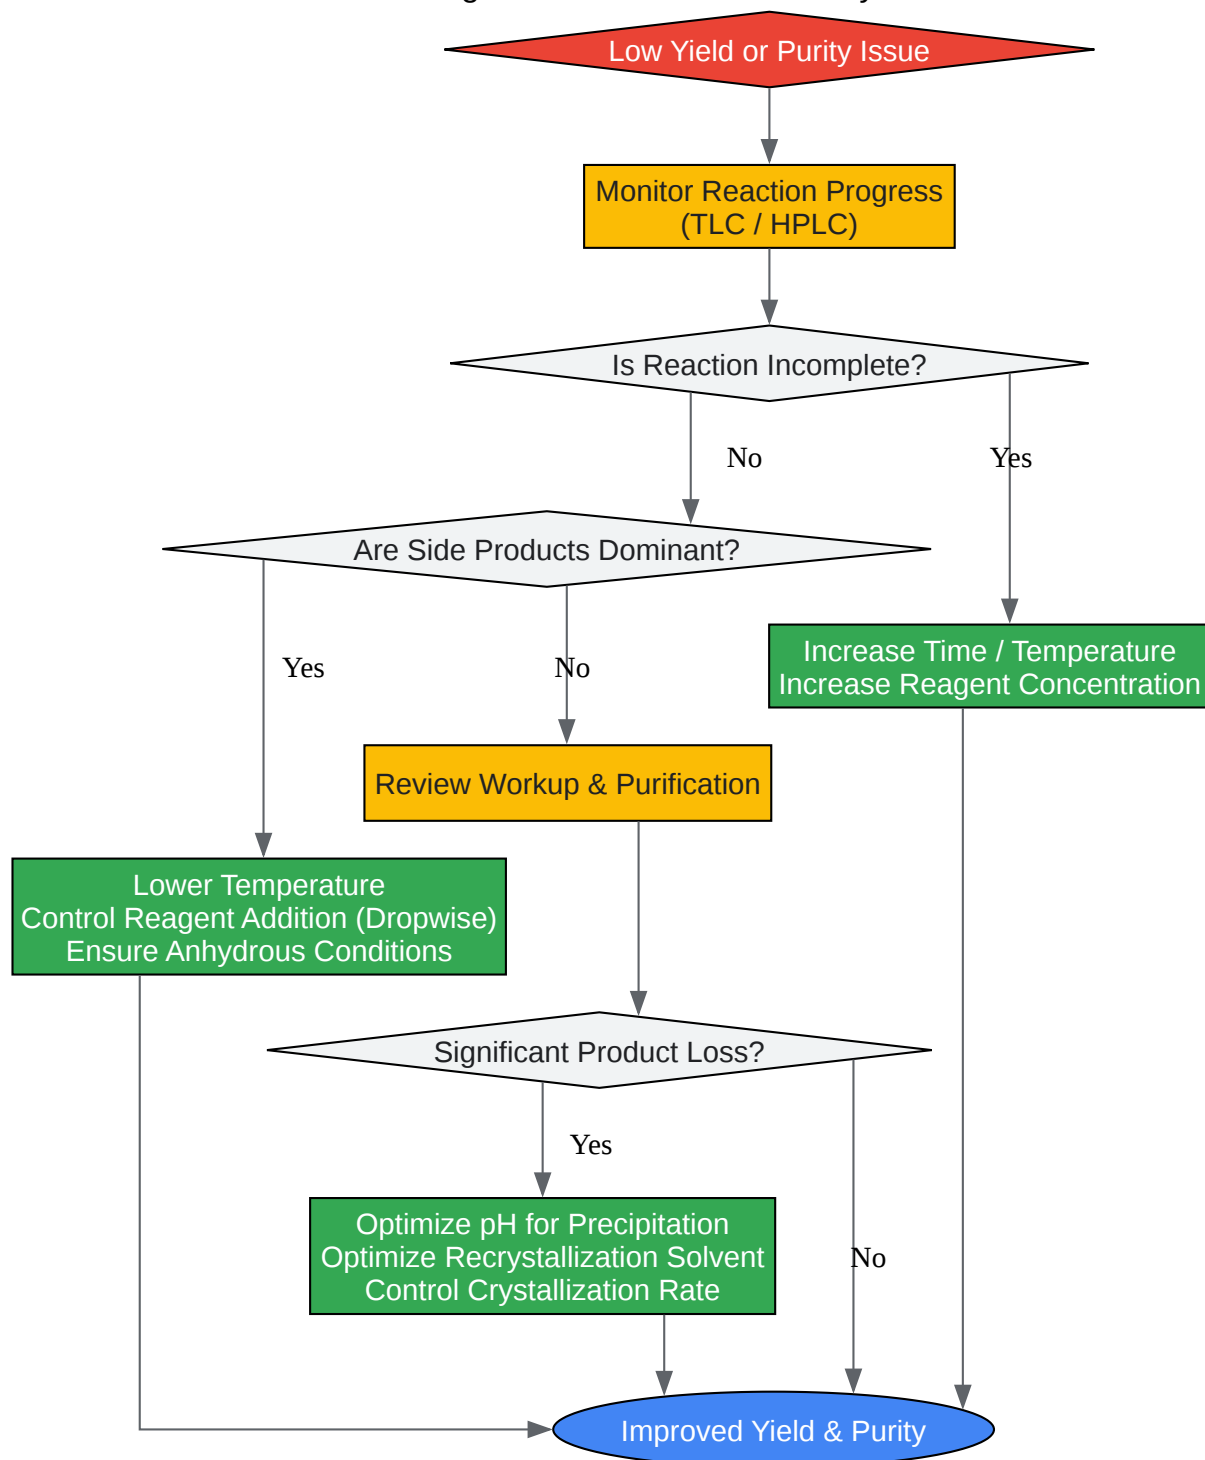 Low Yield or Purity Issue
Monitor Reaction Progress
(TLC / HPLC)
Is Reaction Incomplete?
No
Yes
Are Side Products Dominant?
Yes
No
Increase Time / Temperature
Increase Reagent Concentration
Review Workup & Purification
Lower Temperature
Control Reagent Addition (Dropwise)
Ensure Anhydrous Conditions
Significant Product Loss?
Yes
Optimize pH for Precipitation
Optimize Recrystallization Solvent
Control Crystallization Rate
No
Improved Yield & Purity